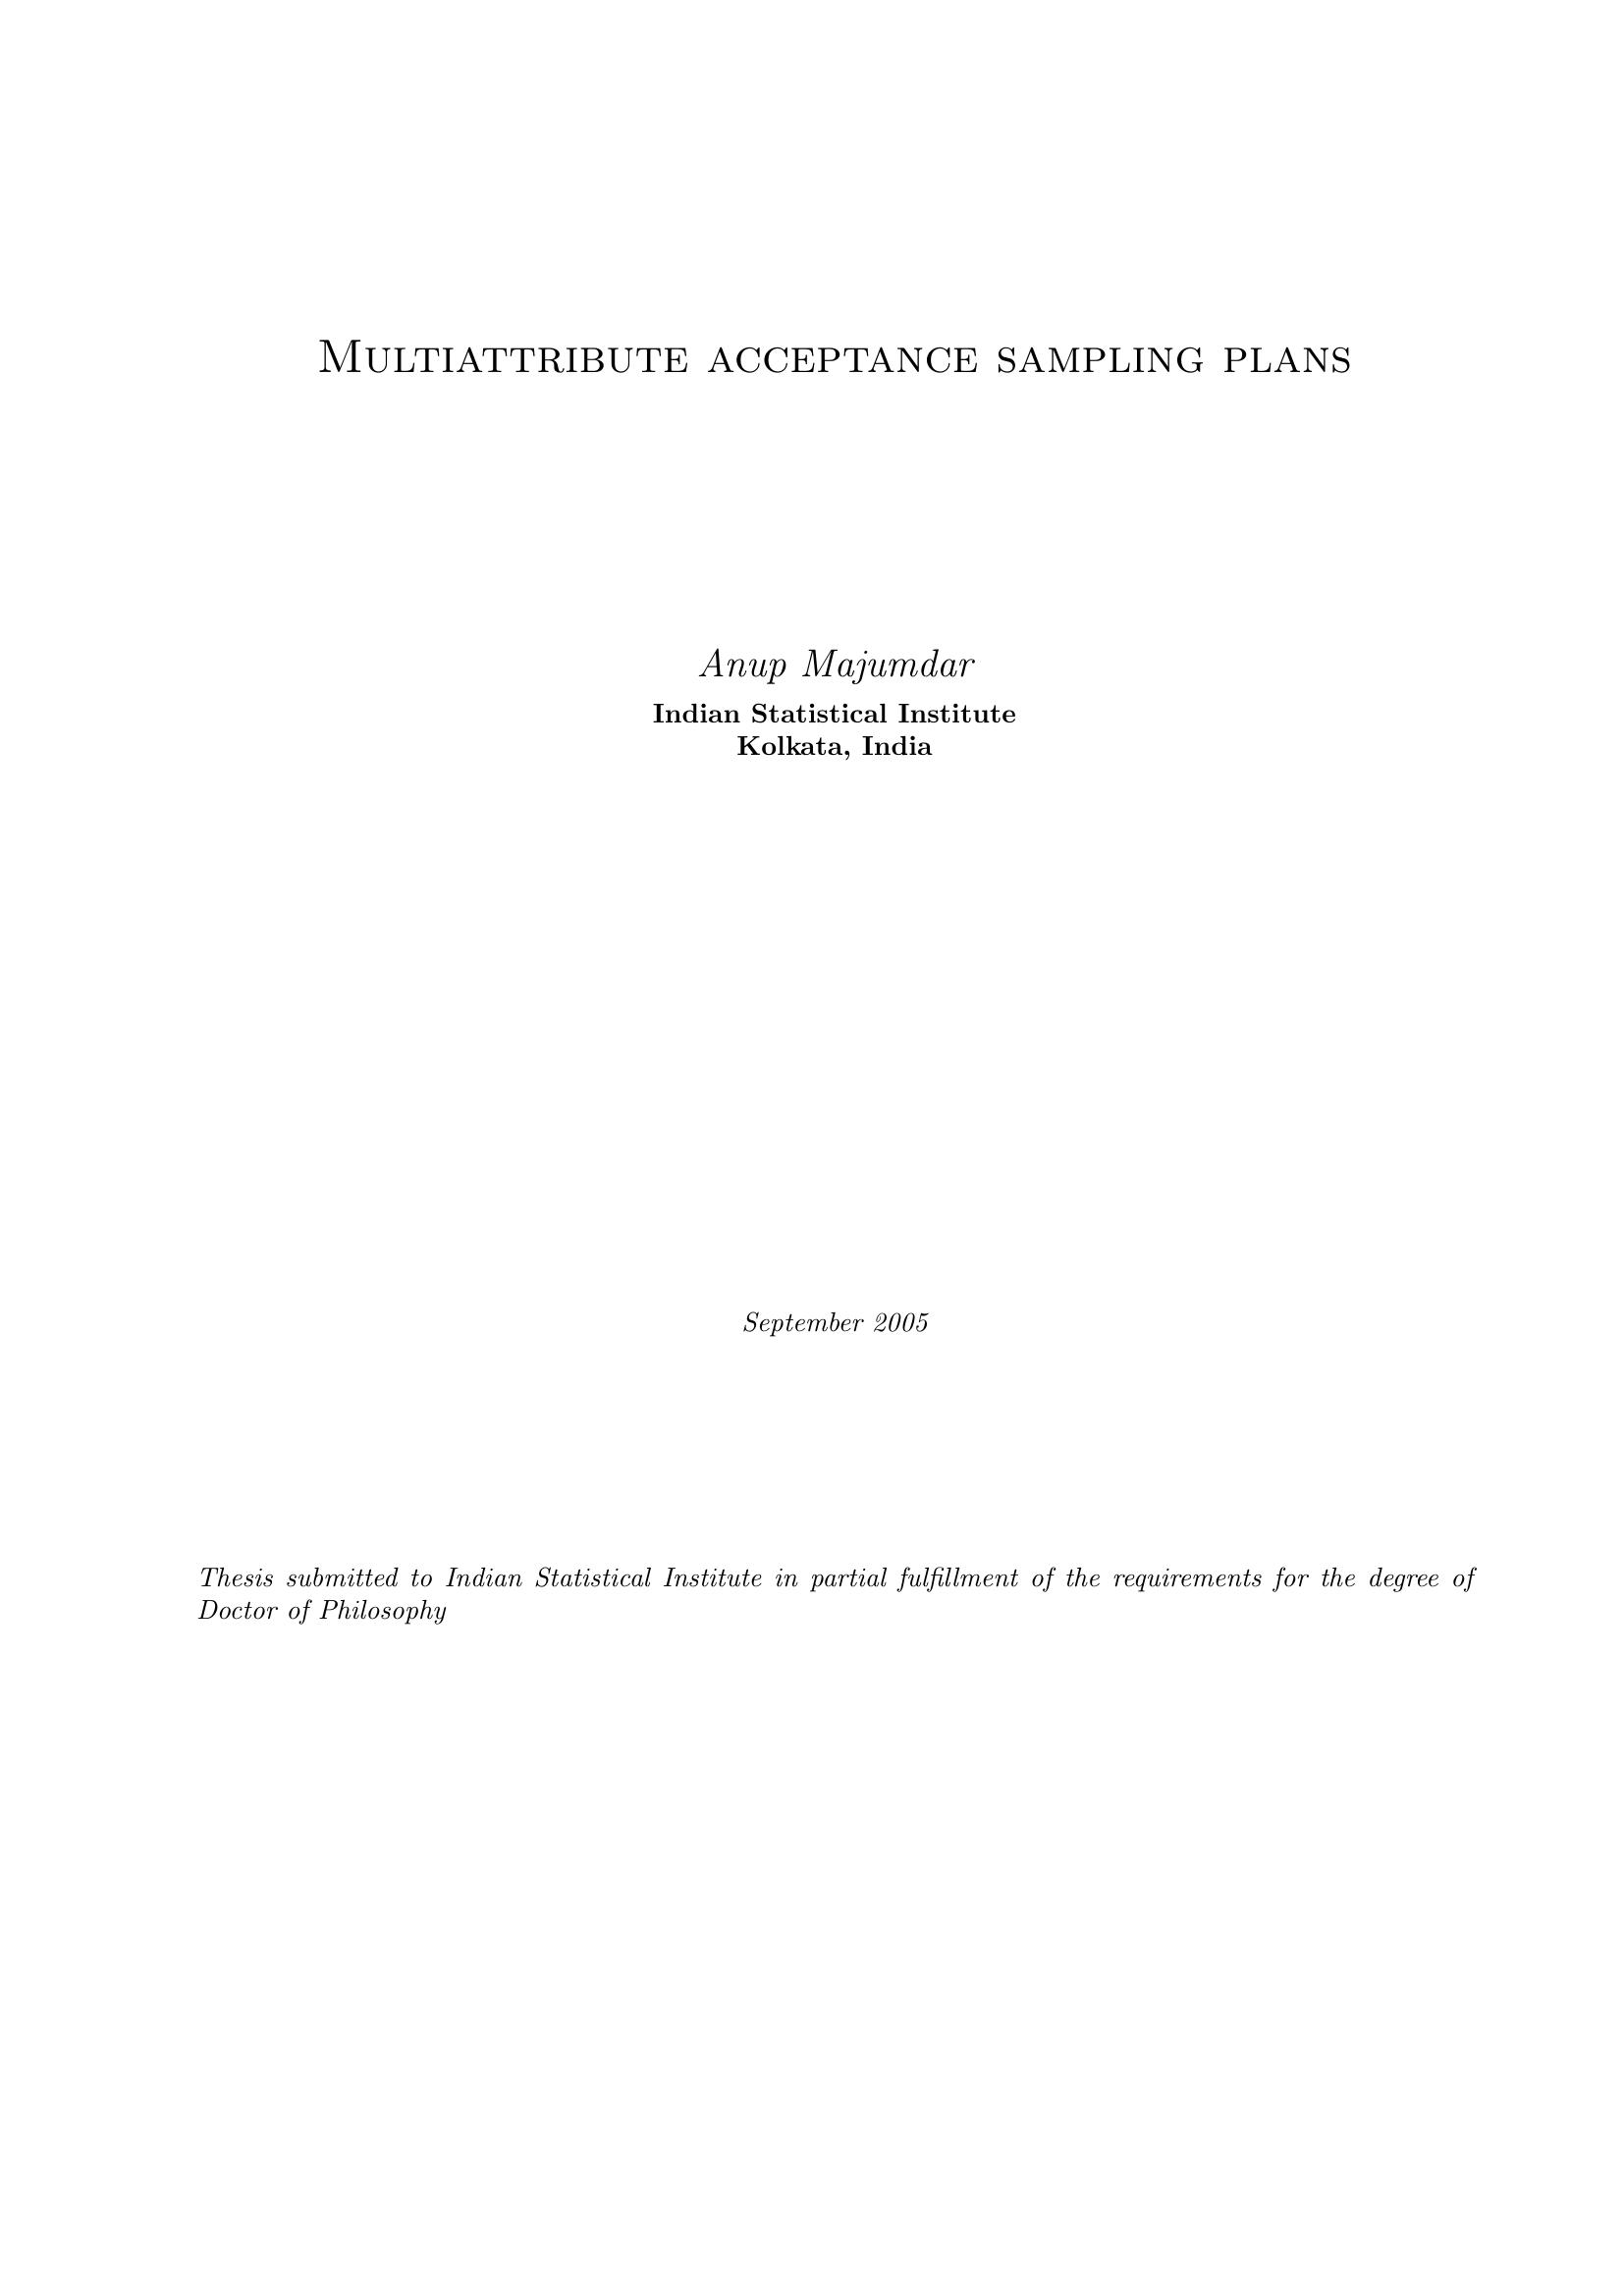 Multiattribute acceptance sampling plans
Anup Majumdar
Indian Statistical Institute
Kolkata, India
September 2005
Thesis submitted to Indian Statistical Institute in partial fulfillment of the requirements for the degree of
Doctor of Philosophy